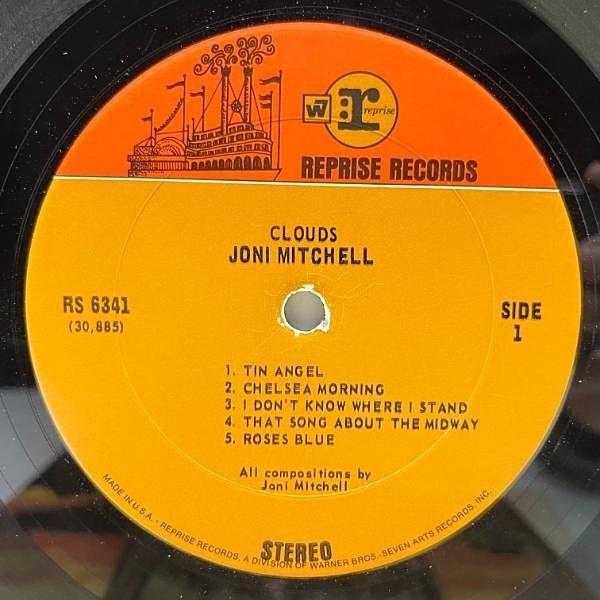 W7
r
reprise
REPRISE RECORDS
CLOUDS
JONI MITCHELL
RS 6341
(30,885)
SIDE
1
1. TIN ANGEL
2. CHELSEA MORNING
3. I DON'T KNOW WHERE I STAND
4. THAT SONG ABOUT THE MIDWAY
5. ROSES BLUE
All compositions by
Joni Mitchell
STEREO
MADE IN U.S.A. • REPRISE RECORDS, A DIVISION OF WARNER BROS.-SEVEN ARTS RECORDS, INC.